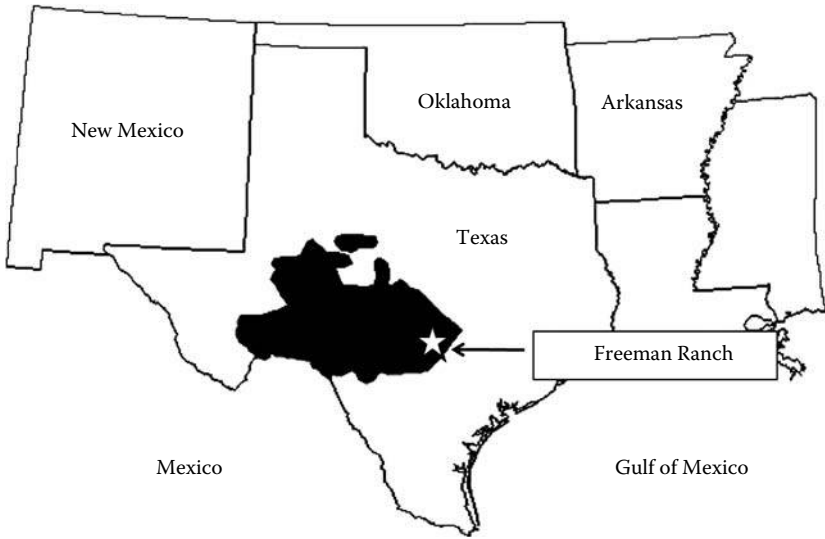 Oklahoma
Arkansas
New Mexico
Texas
Freeman Ranch
Mexico
Gulf of Mexico